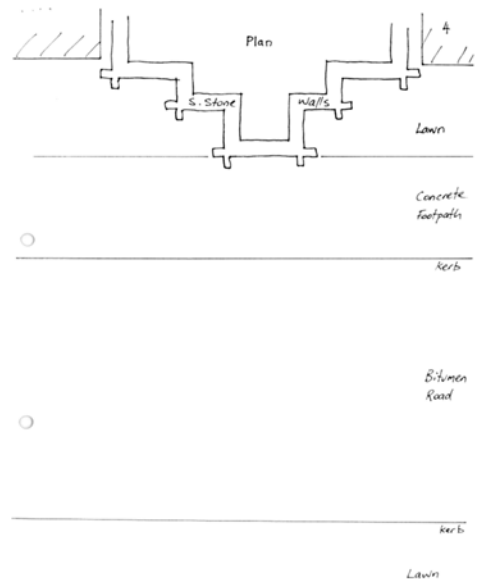 Plan
4
S. Stone Walls
Lawn
Concrete
Footpath
Kerb
Bitumen
Road
Kerb
Lawn